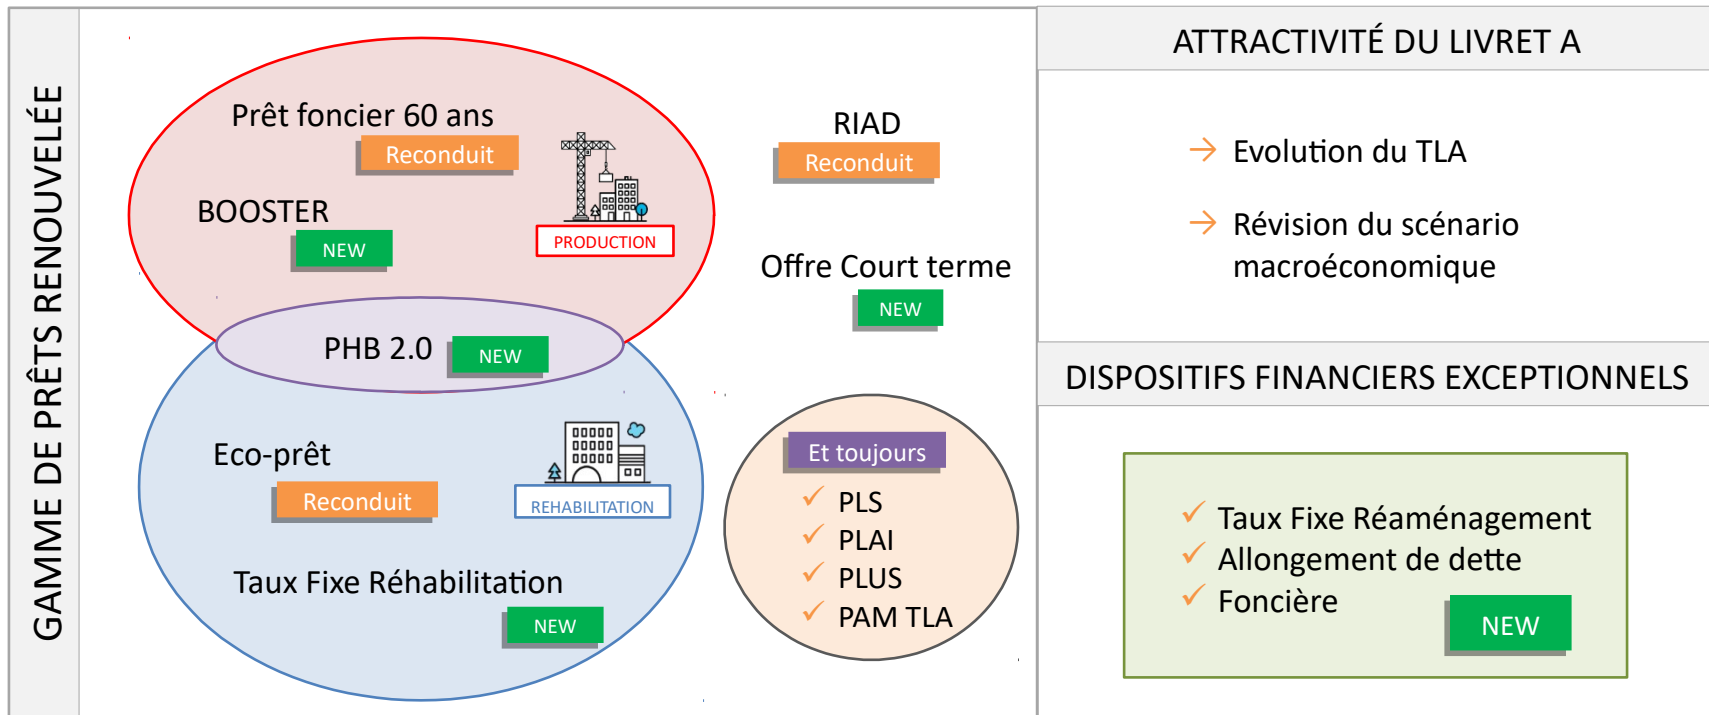 GAMME DE PRÊTS RENOUVELÉE
Prêt foncier 60 ans
Reconduit
BOOSTER
NEW
PRODUCTION
PHB 2.0
NEW
Eco-prêt
Reconduit
REHABILITATION
Taux Fixe Réhabilitation
NEW
RIAD
Reconduit
Offre Court terme
NEW
Et toujours
PLS
PLAI
PLUS
PAM TLA
ATTRACTIVITÉ DU LIVRET A
Evolution du TLA
Révision du scénario
macroéconomique
DISPOSITIFS FINANCIERS EXCEPTIONNELS
Taux Fixe Réaménagement
Allongement de dette
Foncière
NEW